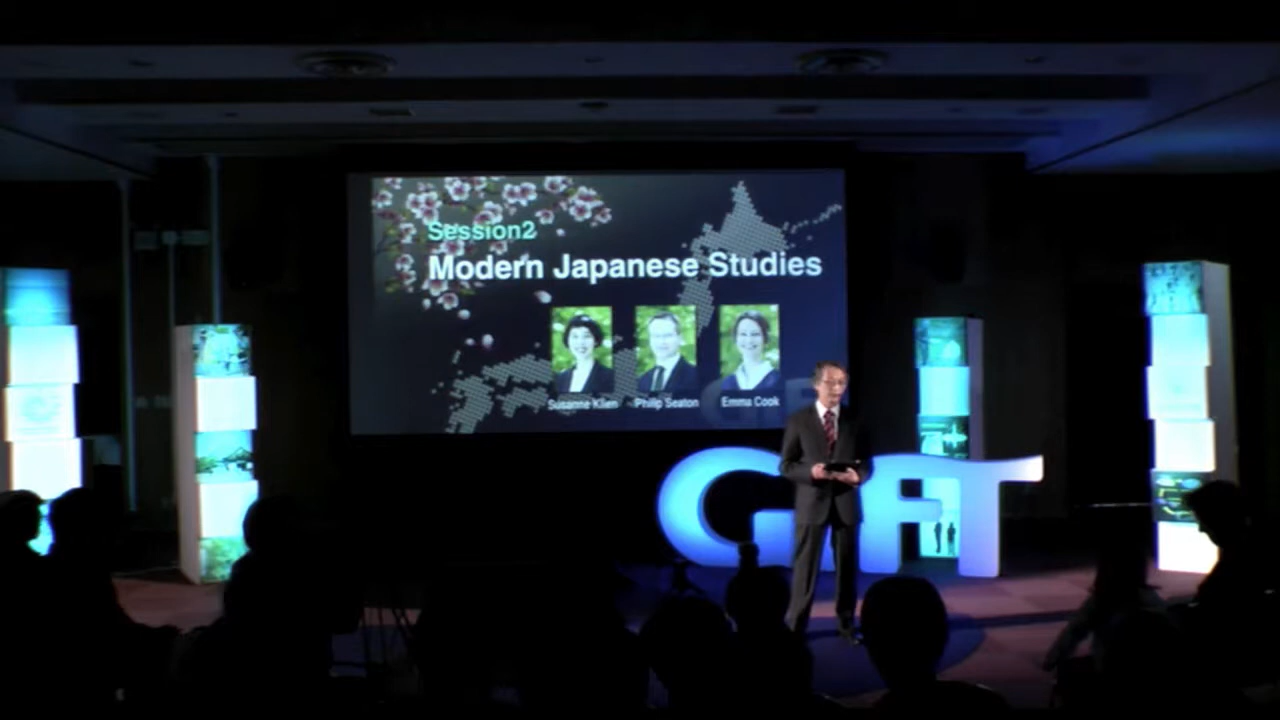 Session2
Modern Japanese Studies
Susanne Klien
Philip Seaton
Emma Cook
GFT